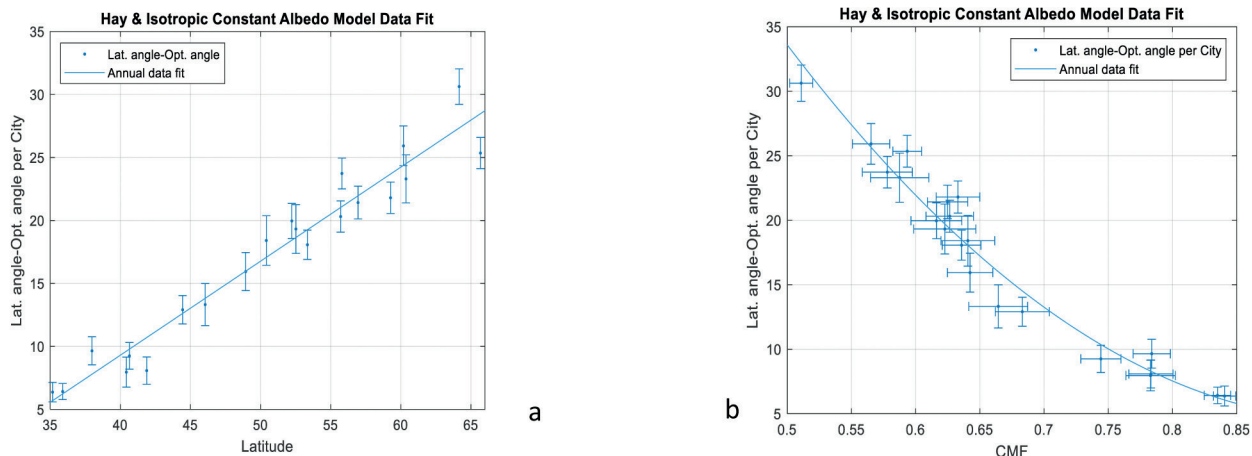 Hay & Isotropic Constant Albedo Model Data Fit
35
30
25
20
15
10
5
Lat. angle-Opt. angle per City
Lat. angle-Opt. angle
Annual data fit
35 40 45 50 55 60 65
Latitude
a
Hay & Isotropic Constant Albedo Model Data Fit
35
30
25
20
15
10
5
Lat. angle-Opt. angle per City
Lat. angle-Opt. angle per City
Annual data fit
0.5 0.55 0.6 0.65 0.7 0.75 0.8 0.85
CMF
b